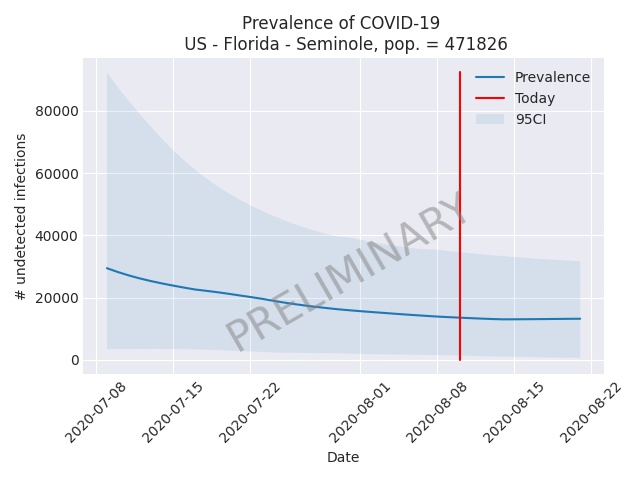 Prevalence of COVID-19
US - Florida - Seminole, pop. = 471826
Prevalence
Today
95CI
# undetected infections
80000
60000
40000
20000
0
PRELIMINARY
2020-07-08
2020-07-15
2020-07-22
2020-08-01
2020-08-08
2020-08-15
2020-08-22
Date